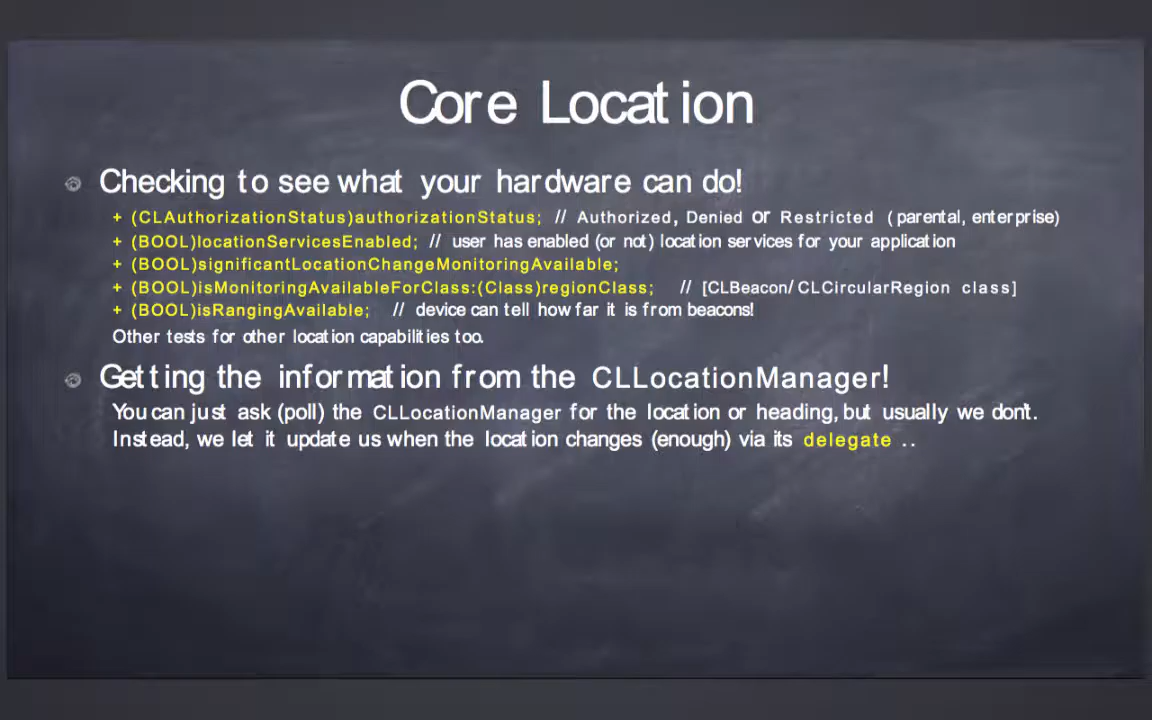 Core Location
Checking to see what your hardware can do!
+ (CLAuthorizationStatus)authorizationStatus; // Authorized, Denied or Restricted (parental, enterprise)
+ (BOOL)locationServicesEnabled; // user has enabled (or not) location services for your application
+ (BOOL)significantLocationChangeMonitoringAvailable;
+ (BOOL)isMonitoringAvailableForClass:(Class)regionClass; // [CLBeacon/CLCircularRegion class]
+ (BOOL)isRangingAvailable; // device can tell how far it is from beacons!
Other tests for other location capabilities too.
Getting the information from the CLLocationManager!
You can just ask (poll) the CLLocationManager for the location or heading, but usually we don't.
Instead, we let it update us when the location changes (enough) via its delegate ..